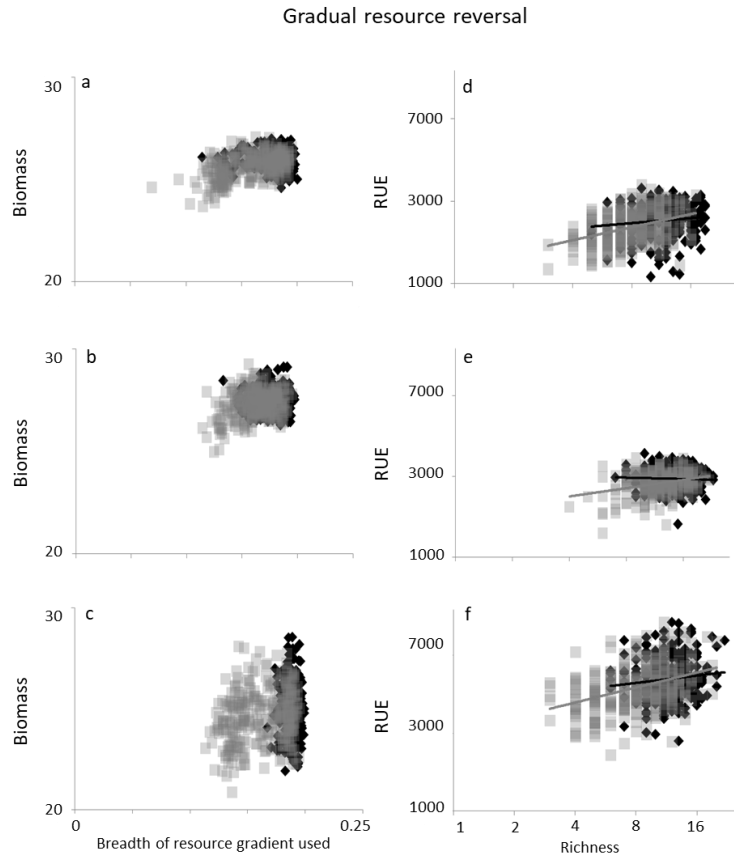 Gradual resource reversal
a
30
Biomass
20
d
7000
RUE
3000
1000
b
30
Biomass
20
e
7000
RUE
3000
1000
c
30
Biomass
20
0
0.25
Breadth of resource gradient used
f
7000
RUE
3000
1000
1 2 4 8 16
Richness